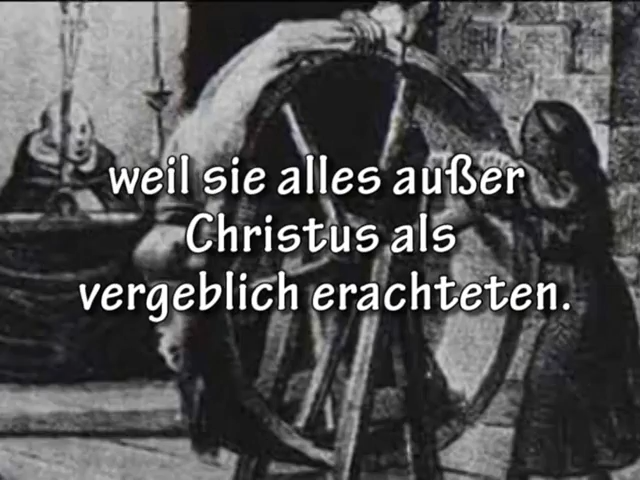 weil sie alles außer
Christus als
vergeblich erachteten.